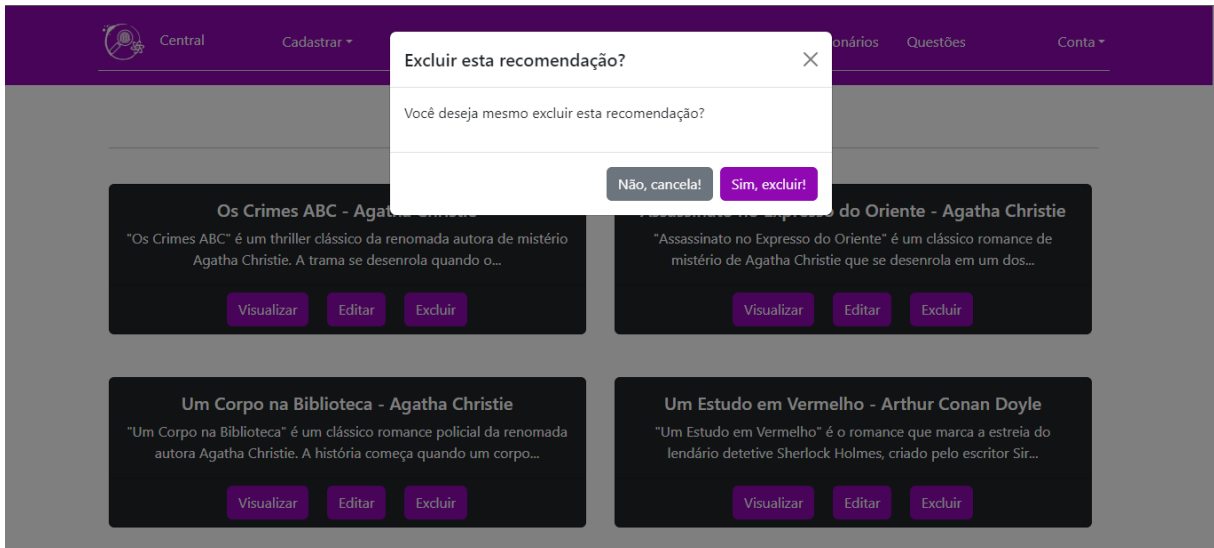 Central
Cadastrar
onários
Questões
Conta
Excluir esta recomendação?
Você deseja mesmo excluir esta recomendação?
Não, cancela!
Sim, excluir!
Os Crimes ABC - Agatha Christie
"Os Crimes ABC" é um thriller clássico da renomada autora de mistério
Agatha Christie. A trama se desenrola quando o...
Visualizar
Editar
Excluir
Assassinato no Expresso do Oriente - Agatha Christie
"Assassinato no Expresso do Oriente" é um clássico romance de
mistério de Agatha Christie que se desenrola em um dos...
Visualizar
Editar
Excluir
Um Corpo na Biblioteca - Agatha Christie
"Um Corpo na Biblioteca" é um clássico romance policial da renomada
autora Agatha Christie. A história começa quando um corpo...
Visualizar
Editar
Excluir
Um Estudo em Vermelho - Arthur Conan Doyle
"Um Estudo em Vermelho" é o romance que marca a estreia do
lendário detetive Sherlock Holmes, criado pelo escritor Sir...
Visualizar
Editar
Excluir